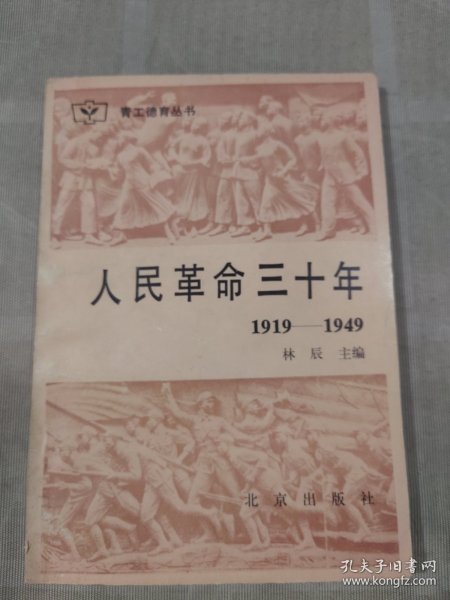 青工德育丛书
人民革命三十年
1919——1949
林辰 主编
北京出版社
孔夫子旧书网
www.kongfz.com